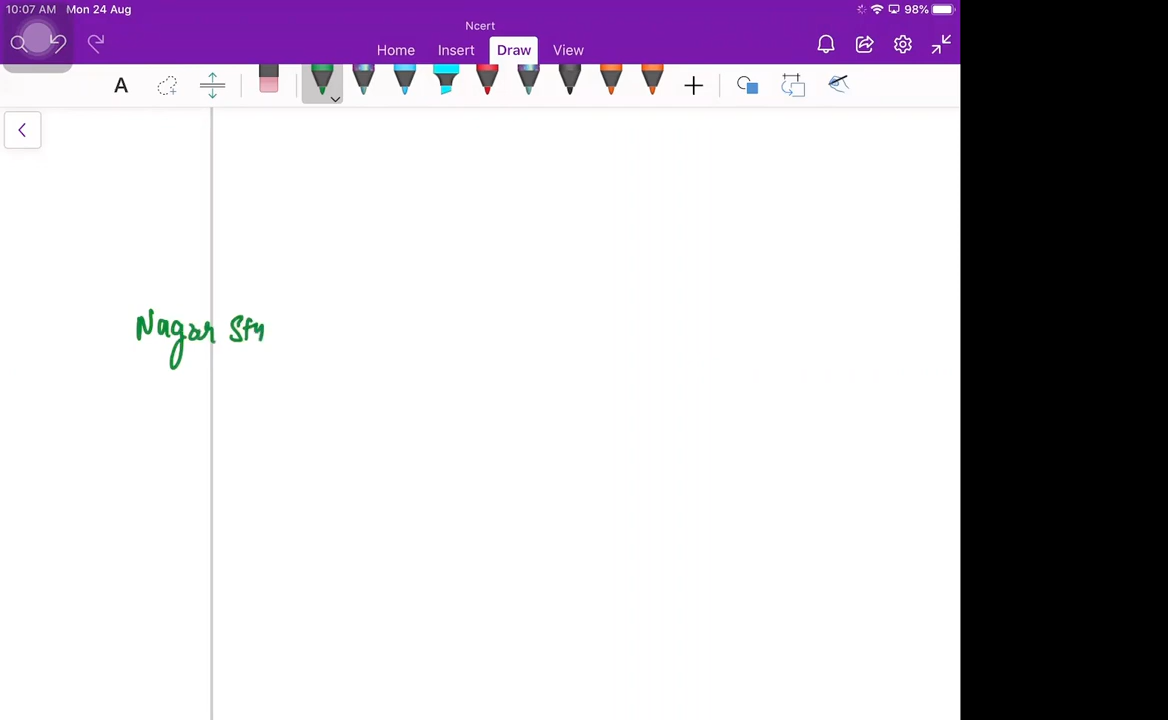 10:07 AM Mon 24 Aug 98%
Ncert
Home Insert Draw View
A
Nagar Sty